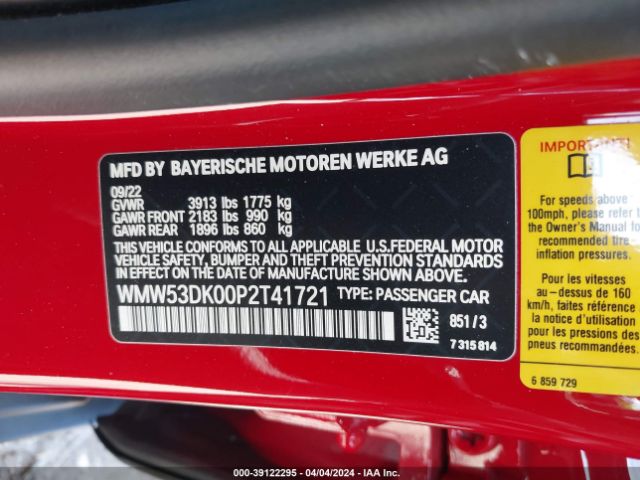 MFD BY BAYERISCHE MOTOREN WERKE AG
09/22
GVWR 3913 lbs 1775 kg
GAWR FRONT 2183 lbs 990 kg
GAWR REAR 1896 lbs 860 kg
THIS VEHICLE CONFORMS TO ALL APPLICABLE U.S.FEDERAL MOTOR
VEHICLE SAFETY, BUMPER, AND THEFT PREVENTION STANDARDS
IN EFFECT ON THE DATE OF MANUFACTURE SHOWN ABOVE.
WMW53DK00P2T41721 TYPE: PASSENGER CAR
851 / 3
7 315 814
IMPORTANT!
For speeds above
100mph, please refer to
the Owner's Manual for
recommended tire
inflation pressures.
Pour les vitesses
au-dessus de 160
km/h, faites référence à
la notice d'utilisation
pour les pressions des
pneus recommandées.
6 859 729
000-39122295 - 04/04/2024 - IAA Inc.